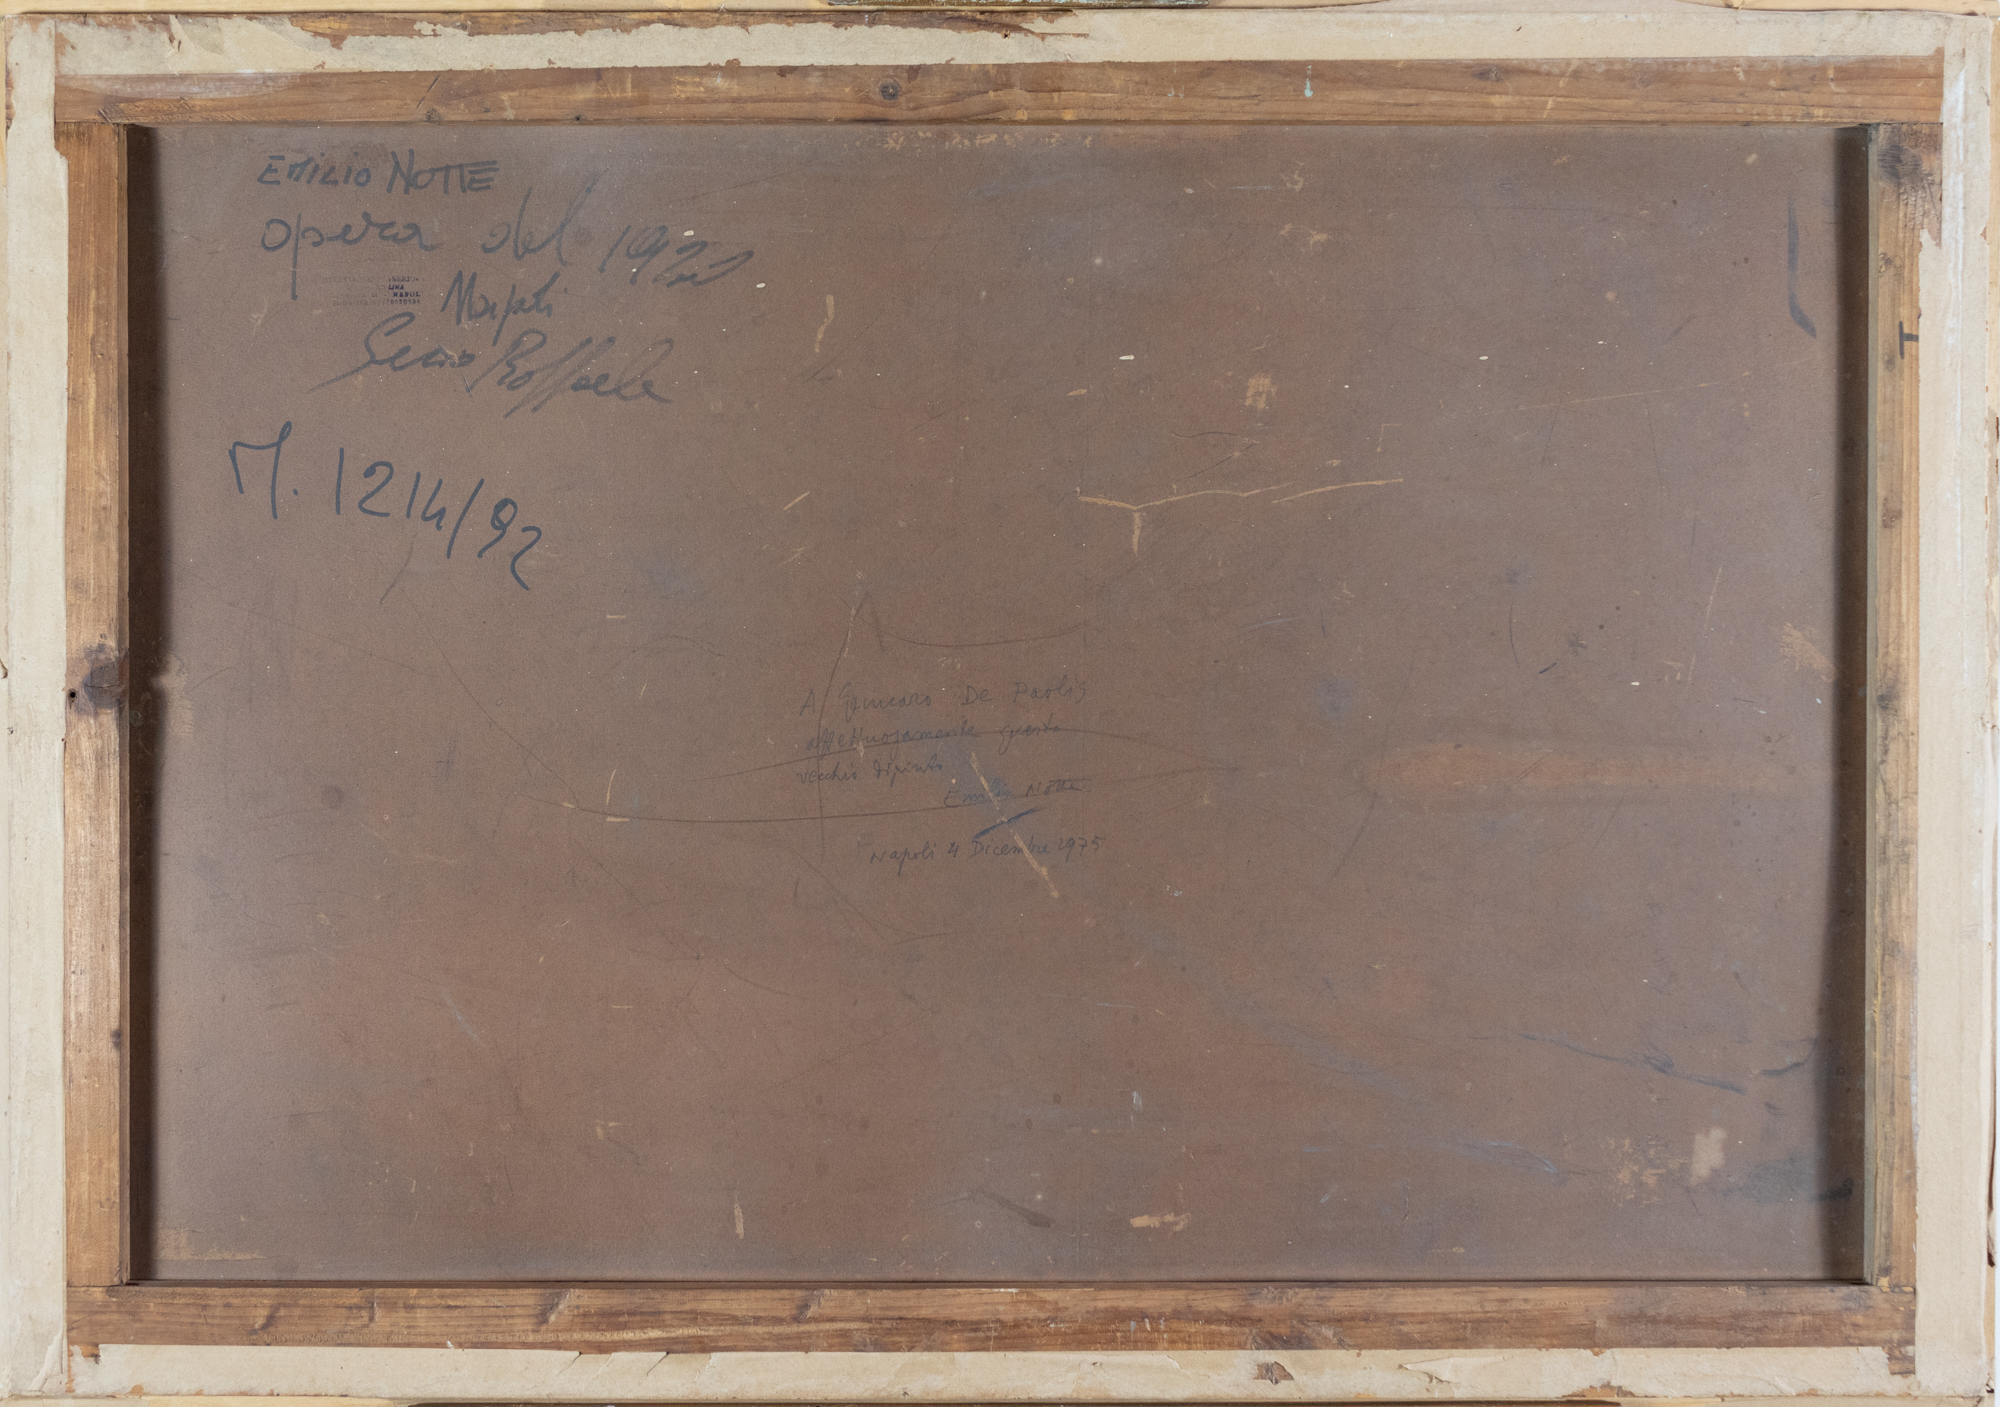 EMILIO NOTTE
opera del
Napoli
Raffaele
M. 1214/92
A Gennaro De Paolis
affettuosamente questo
vecchio dipinto
Emilio Notte
Napoli 4 Dicembre 1975